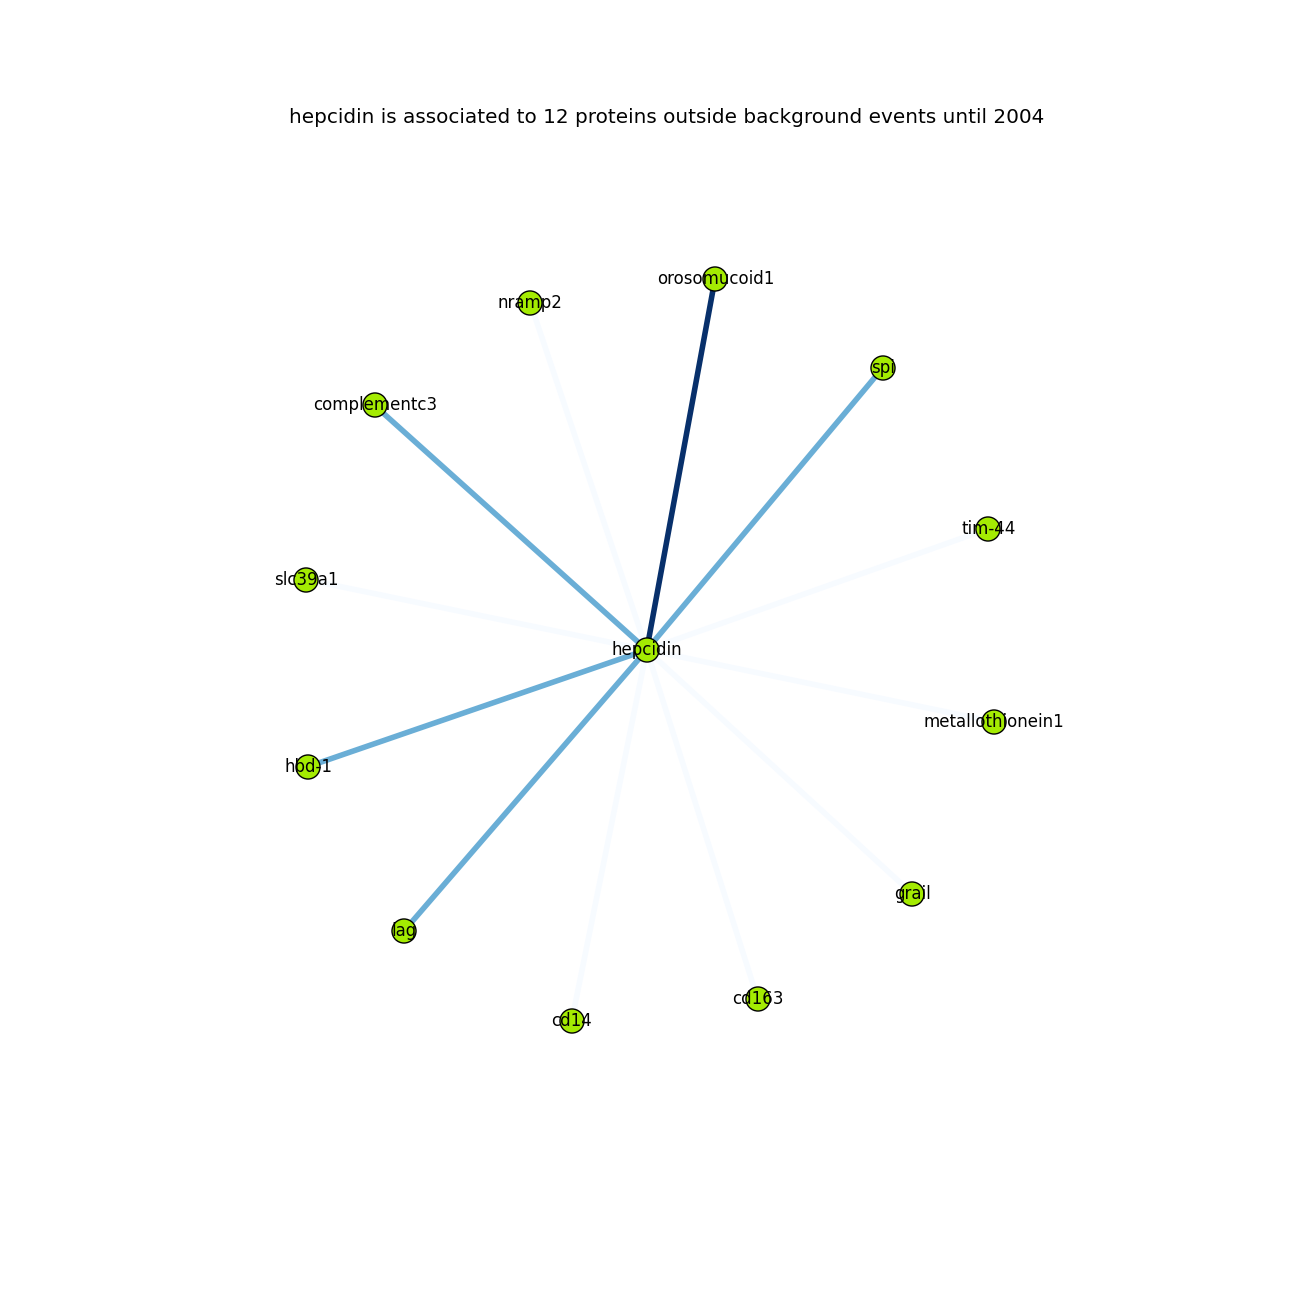 hepcidin is associated to 12 proteins outside background events until 2004
orosomucoid1
nramp2
spi
complementc3
tim-44
slc39a1
hepcidin
metallothionein1
hbd-1
grail
lag
cd163
cd14